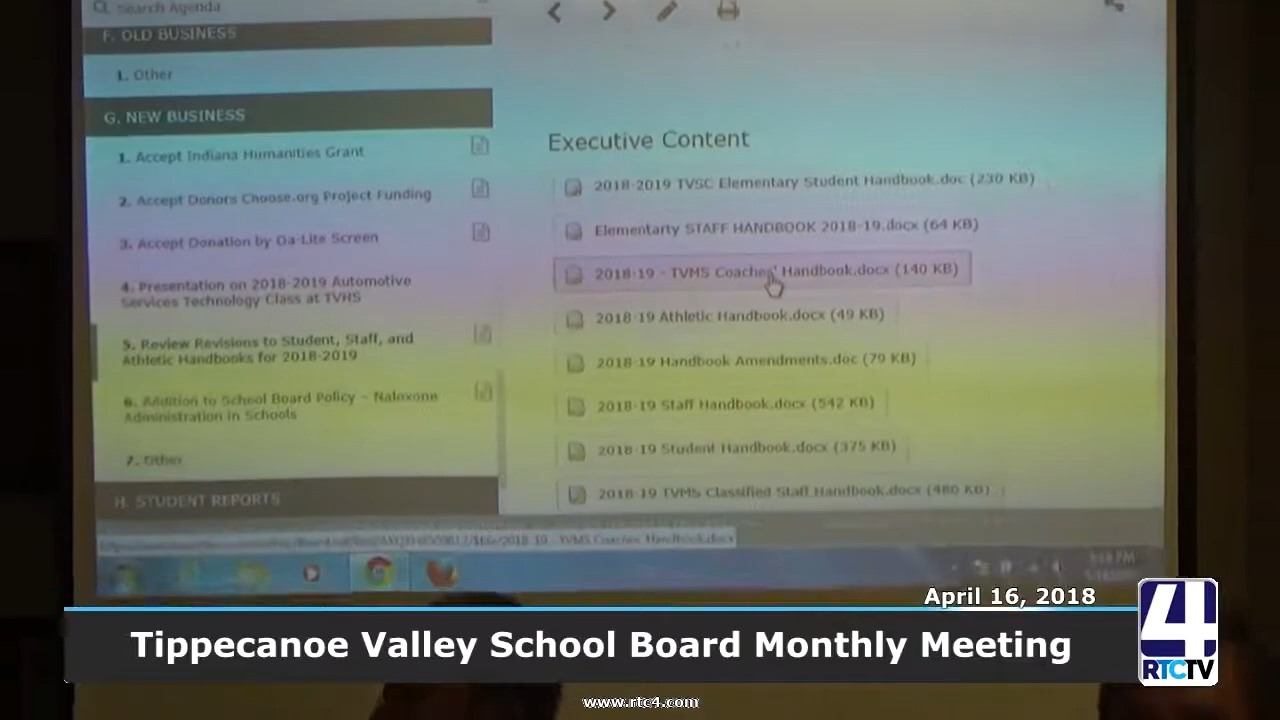 Search Agenda
F. OLD BUSINESS
1. Other
G. NEW BUSINESS
1. Accept Indiana Humanities Grant
2. Accept Donors Choose.org Project Funding
3. Accept Donation by Da-Lite Screen
4. Presentation on 2018-2019 Automotive
Services Technology Class at TVHS
5. Review Revisions to Student, Staff, and
Athletic Handbooks for 2018-2019
6. Addition to School Board Policy - Naloxone
Administration in Schools
7. Other
H. STUDENT REPORTS
Executive Content
2018-2019 TVSC Elementary Student Handbook.doc (230 KB)
Elementarty STAFF HANDBOOK 2018-19.docx (64 KB)
2018-19 - TVMS Coaches' Handbook.docx (140 KB)
2018-19 Athletic Handbook.docx (49 KB)
2018-19 Handbook Amendments.doc (79 KB)
2018-19 Staff Handbook.docx (542 KB)
2018-19 Student Handbook.docx (375 KB)
2018-19 TVMS Classified Staff Handbook.docx (480 KB)
April 16, 2018
Tippecanoe Valley School Board Monthly Meeting
4
RTCTV
www.rtc4.com